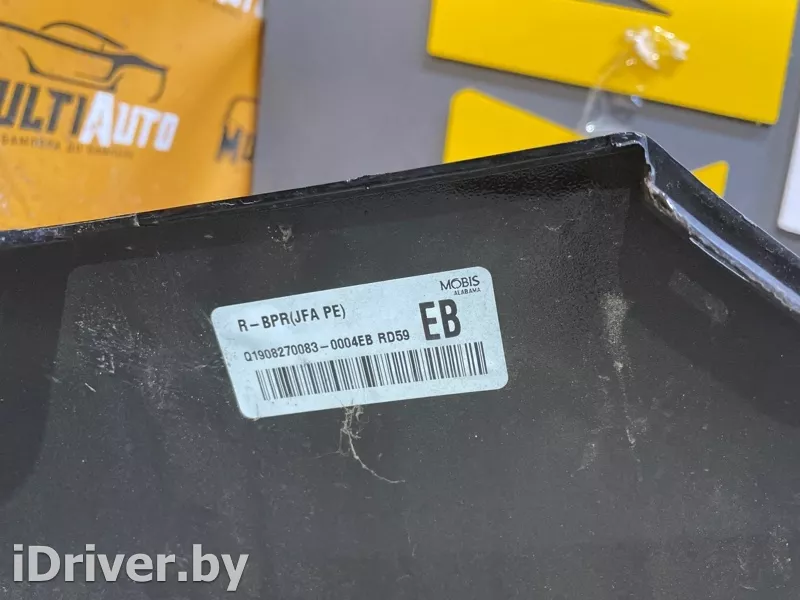 MULTIAUTO
MOBIS
ALABAMA
R-BPR(JFA PE)
EB
Q1908270083-0004EB RD59
iDriver.by